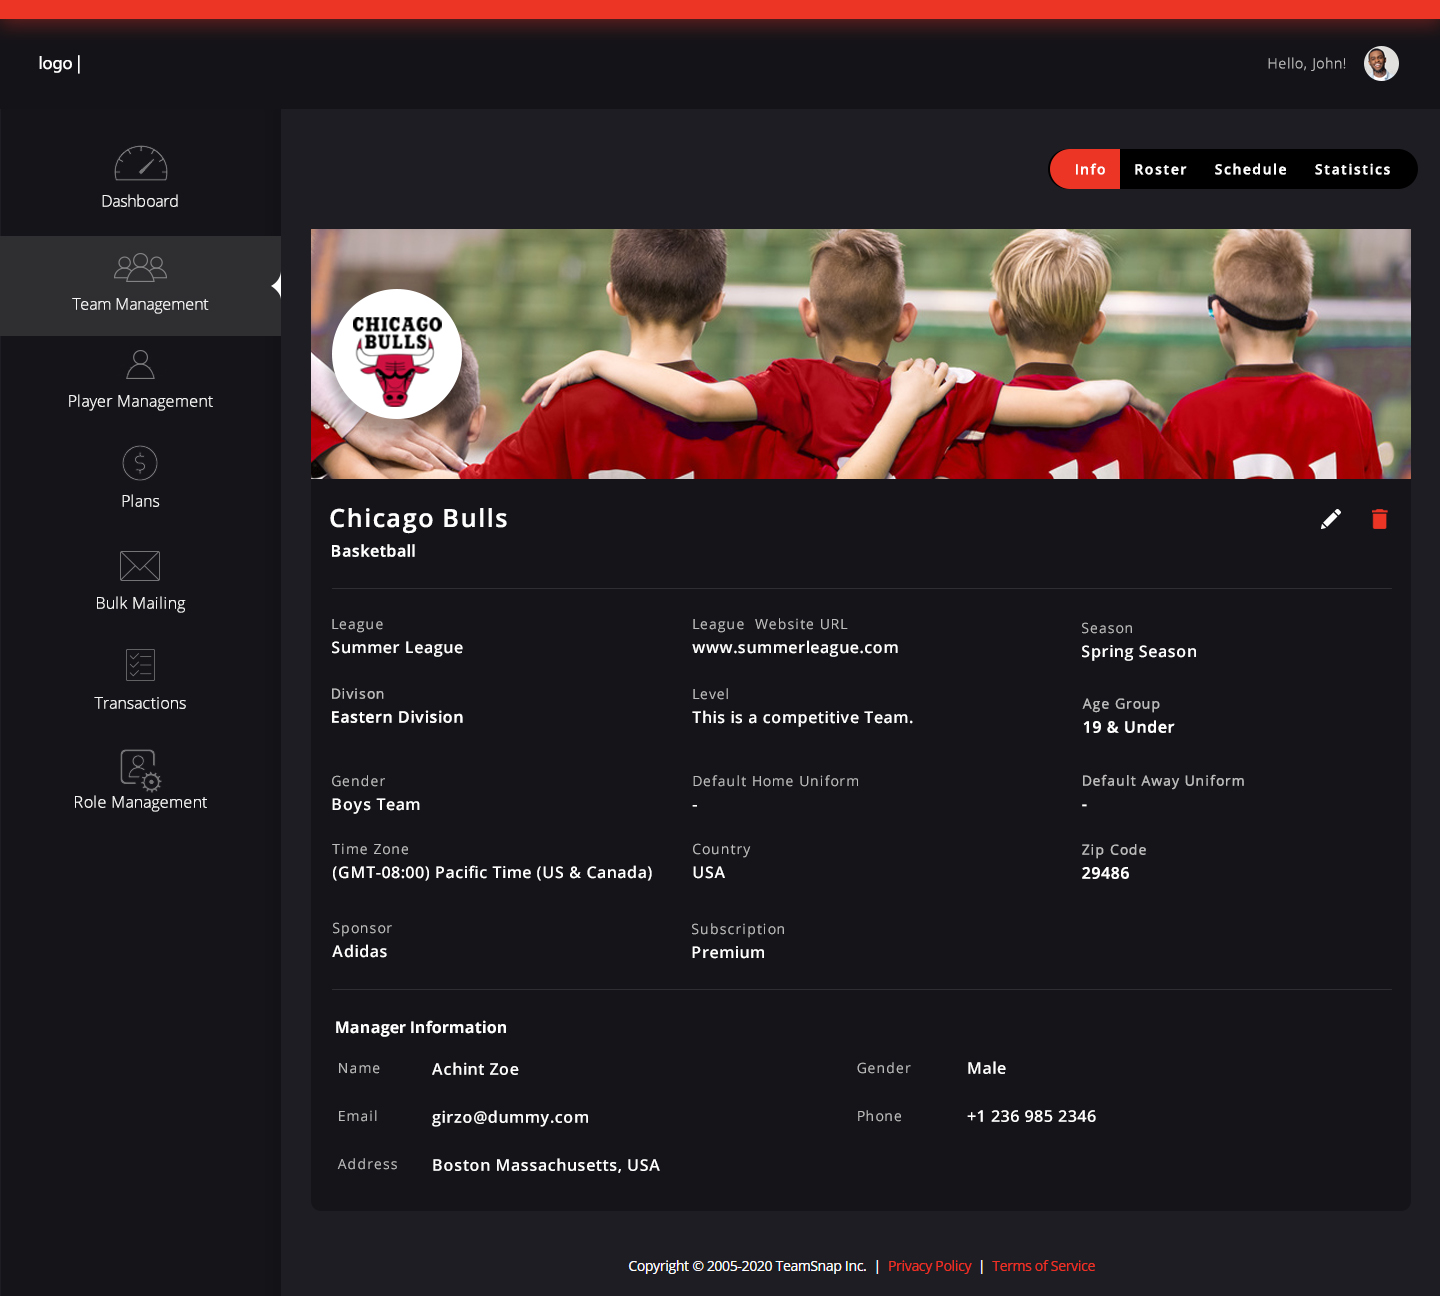 logo |
Hello, John!
Dashboard
Team Management
Player Management
Plans
Bulk Mailing
Transactions
Role Management
Info Roster Schedule Statistics
CHICAGO
BULLS
Chicago Bulls
Basketball
League
Summer League
League Website URL
www.summerleague.com
Season
Spring Season
Divison
Eastern Division
Level
This is a competitive Team.
Age Group
19 & Under
Gender
Boys Team
Default Home Uniform
-
Default Away Uniform
-
Time Zone
(GMT-08:00) Pacific Time (US & Canada)
Country
USA
Zip Code
29486
Sponsor
Adidas
Subscription
Premium
Manager Information
Name Achint Zoe
Gender Male
Email girzo@dummy.com
Phone +1 236 985 2346
Address Boston Massachusetts, USA
Copyright © 2005-2020 TeamSnap Inc. | Privacy Policy | Terms of Service